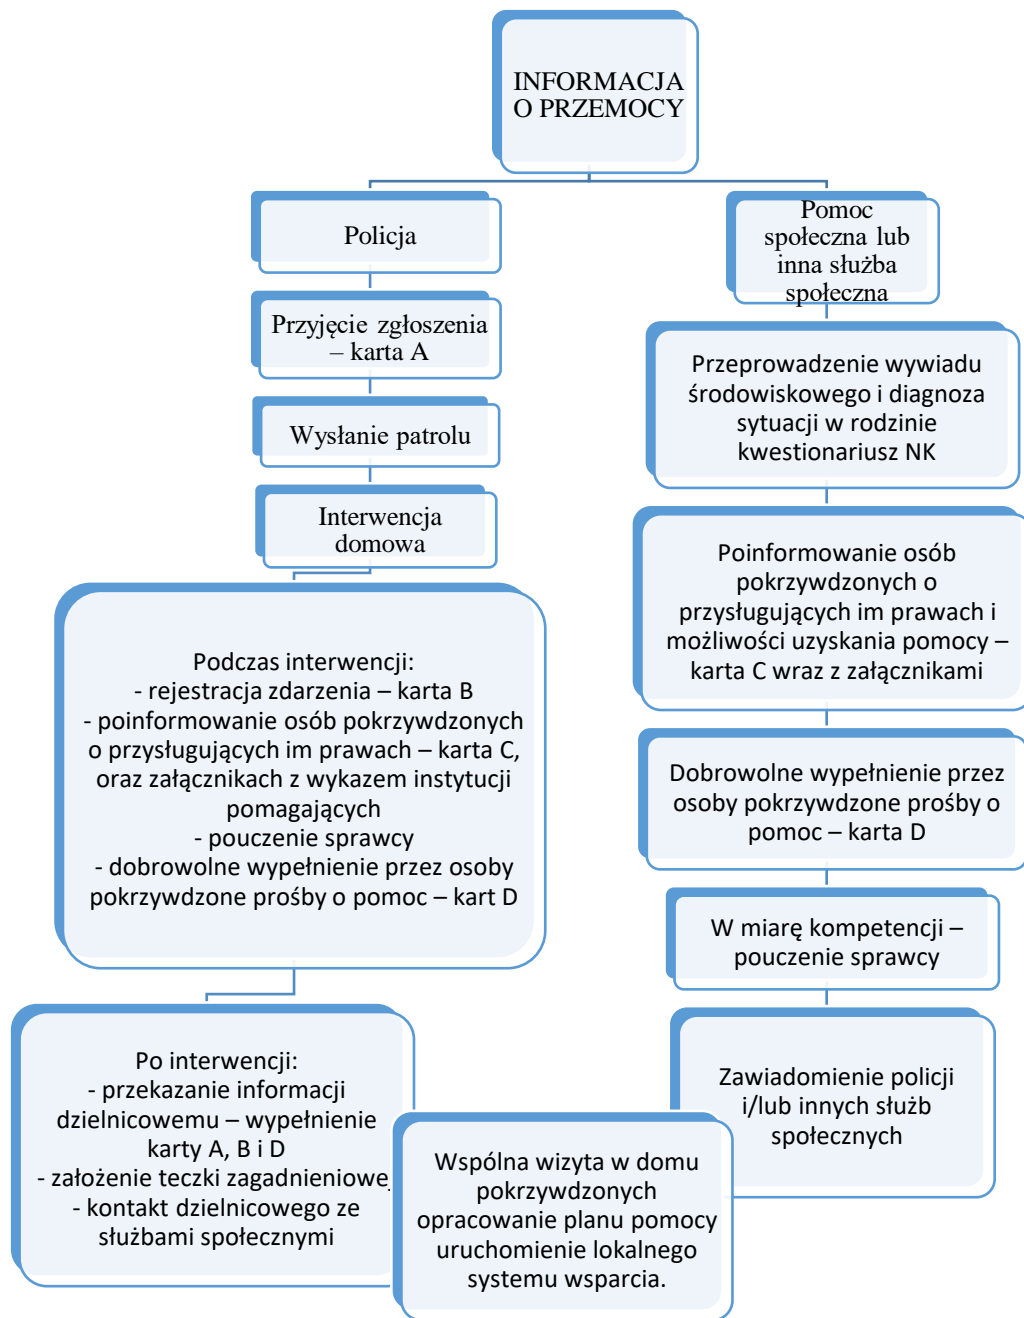 INFORMACJA
O PRZEMOCY
Policja
Przyjęcie zgłoszenia
– karta A
Wysłanie patrolu
Interwencja
domowa
Podczas interwencji:
- rejestracja zdarzenia – karta B
- poinformowanie osób pokrzywdzonych
o przysługujących im prawach – karta C,
oraz załącznikach z wykazem instytucji
pomagających
- pouczenie sprawcy
- dobrowolne wypełnienie przez osoby
pokrzywdzone prośby o pomoc – kart D
Po interwencji:
- przekazanie informacji
dzielnicowemu – wypełnienie
karty A, B i D
- założenie teczki zagadnieniowej
- kontakt dzielnicowego ze
służbami społecznymi
Pomoc
społeczna lub
inna służba
społeczna
Przeprowadzenie wywiadu
środowiskowego i diagnoza
sytuacji w rodzinie
kwestionariusz NK
Poinformowanie osób
pokrzywdzonych o
przysługujących im prawach i
możliwości uzyskania pomocy –
karta C wraz z załącznikami
Dobrowolne wypełnienie przez
osoby pokrzywdzone prośby o
pomoc – karta D
W miarę kompetencji –
pouczenie sprawcy
Zawiadomienie policji
i/lub innych służb
społecznych
Wspólna wizyta w domu
pokrzywdzonych
opracowanie planu pomocy
uruchomienie lokalnego
systemu wsparcia.